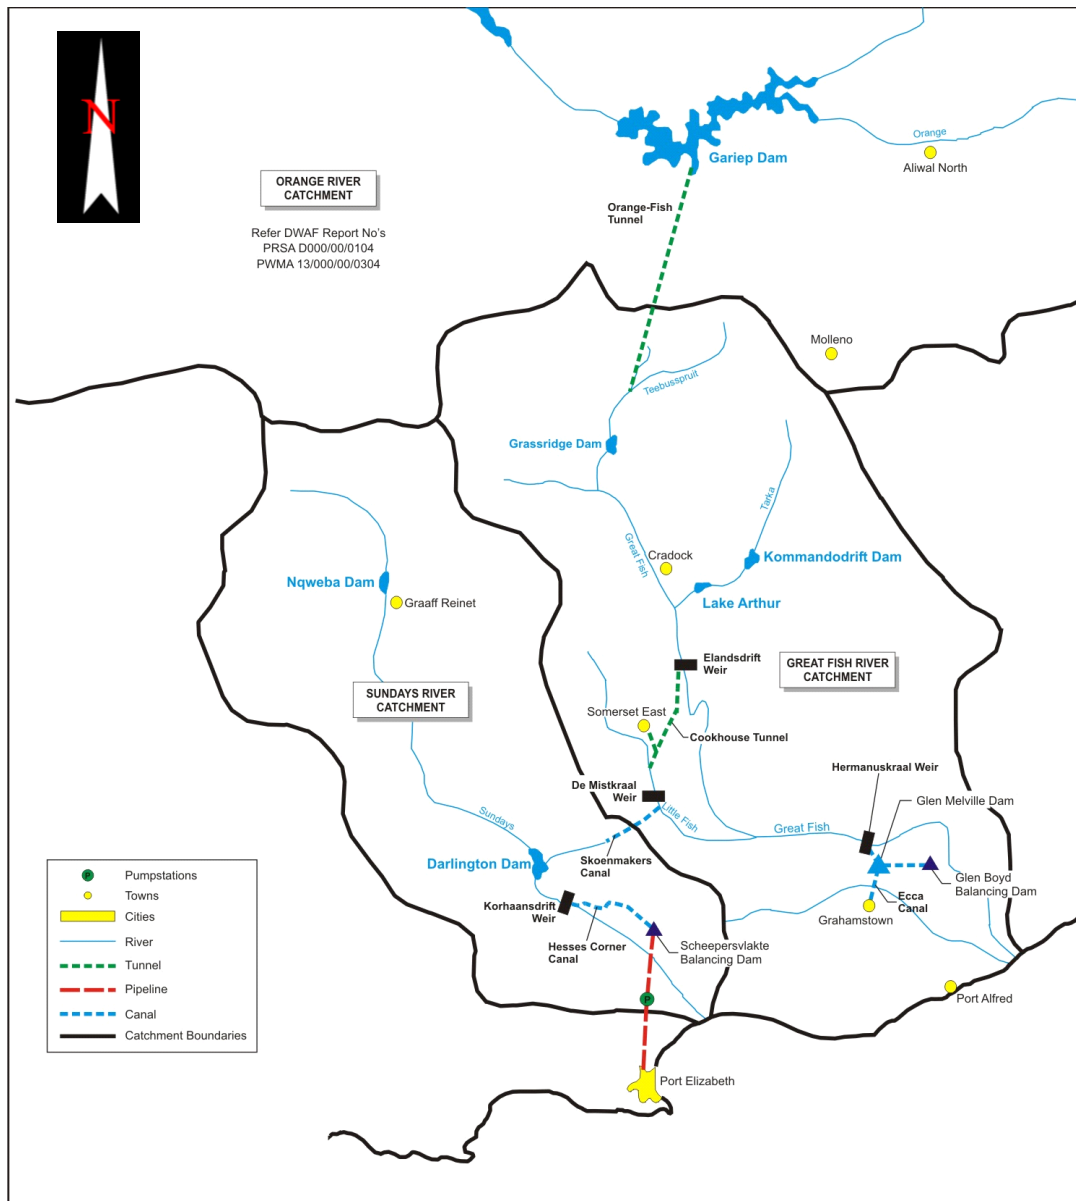 N
Gariep Dam
Orange
Aliwal North
ORANGE RIVER
CATCHMENT
Refer DWAF Report No's
PRSA D000/00/0104
PWMA 13/000/00/0304
Orange-Fish
Tunnel
Molleno
Teebusspruit
Grassridge Dam
Tarka
Great Fish
Cradock
Kommandodrift Dam
Nqweba Dam
Graaff Reinet
Lake Arthur
Elandsdrift
Weir
GREAT FISH RIVER
CATCHMENT
SUNDAYS RIVER
CATCHMENT
Somerset East
Cookhouse Tunnel
Hermanuskraal Weir
De Mistkraal
Weir
Glen Melville Dam
Little Fish
Sundays
Great Fish
Darlington Dam
Skoenmakers
Canal
Glen Boyd
Balancing Dam
Ecca
Canal
Korhaansdrift
Weir
Grahamstown
Hesses Corner
Canal
Scheepersvlakte
Balancing Dam
P
Port Alfred
Port Elizabeth
P
Pumpstations
Towns
Cities
River
Tunnel
Pipeline
Canal
Catchment Boundaries